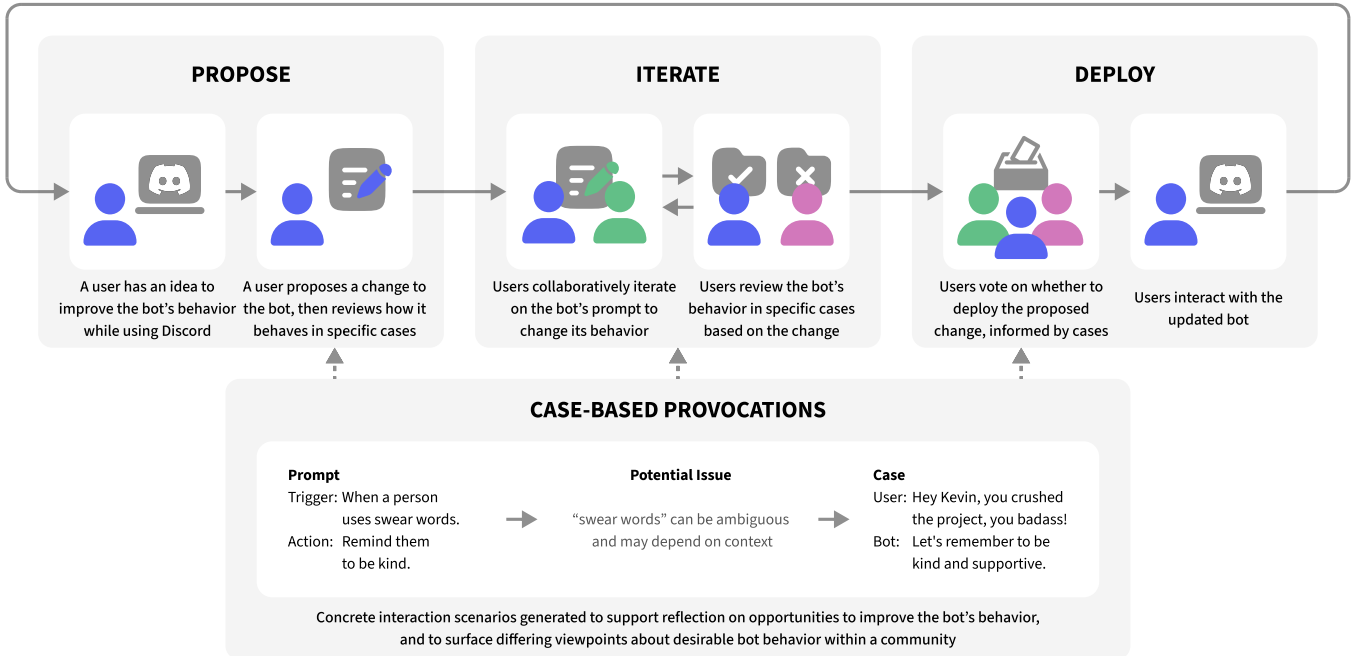 PROPOSE
A user has an idea to
improve the bot's behavior
while using Discord
A user proposes a change to
the bot, then reviews how it
behaves in specific cases
ITERATE
Users collaboratively iterate
on the bot's prompt to
change its behavior
Users review the bot's
behavior in specific cases
based on the change
DEPLOY
Users vote on whether to
deploy the proposed
change, informed by cases
Users interact with the
updated bot
CASE-BASED PROVOCATIONS
Prompt
Trigger: When a person
uses swear words.
Action: Remind them
to be kind.
Potential Issue
“swear words” can be ambiguous
and may depend on context
Case
User: Hey Kevin, you crushed
the project, you badass!
Bot: Let's remember to be
kind and supportive.
Concrete interaction scenarios generated to support reflection on opportunities to improve the bot's behavior,
and to surface differing viewpoints about desirable bot behavior within a community